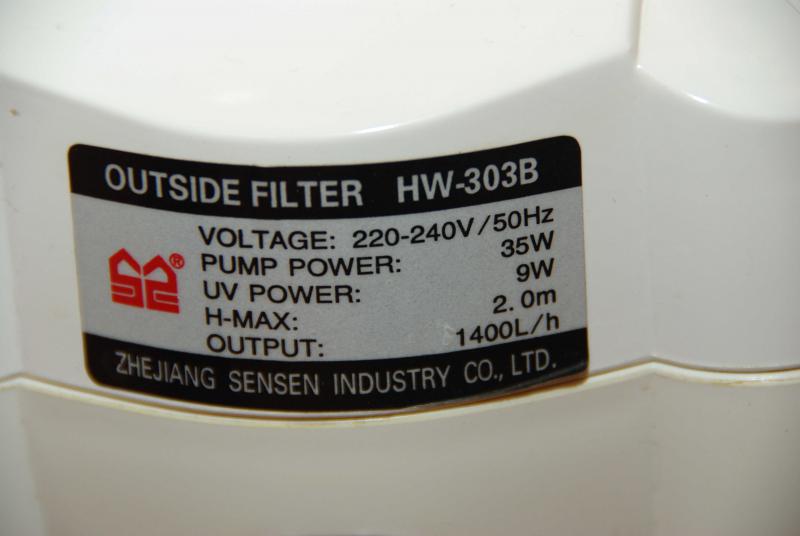 OUTSIDE FILTER HW-303B
VOLTAGE: 220-240V/50Hz
PUMP POWER: 35W
UV POWER: 9W
H-MAX: 2.0m
OUTPUT: 1400L/h
®
ZHEJIANG SENSEN INDUSTRY CO., LTD.